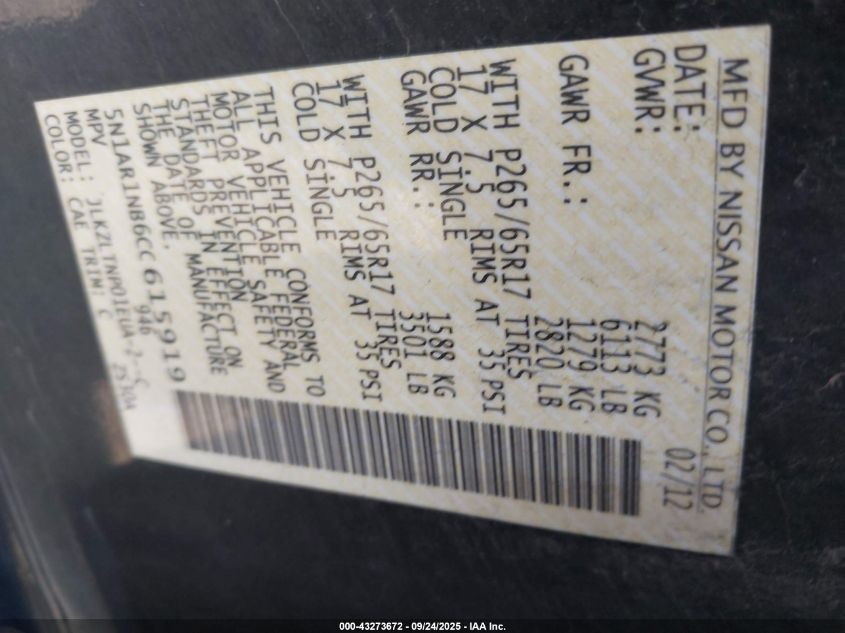 MFD BY NISSAN MOTOR CO., LTD.
DATE: 02/12
GVWR: 2773 KG
6113 LB
GAWR FR.: 1279 KG
2820 LB
WITH P265/65R17 TIRES
17 X 7.5 RIMS AT 35 PSI
COLD SINGLE
GAWR RR.: 1588 KG
3501 LB
WITH P265/65R17 TIRES
17 X 7.5 RIMS AT 35 PSI
COLD SINGLE
THIS VEHICLE CONFORMS TO
ALL APPLICABLE FEDERAL
MOTOR VEHICLE SAFETY AND
THEFT PREVENTION
STANDARDS IN EFFECT ON
THE DATE OF MANUFACTURE
SHOWN ABOVE.
5N1AR1NB6CC615919
MPV 946
MODEL: JLKZLTNP01EUA-2--C
COLOR: CAE TRIM: C
000-43273672 - 09/24/2025 - IAA Inc.